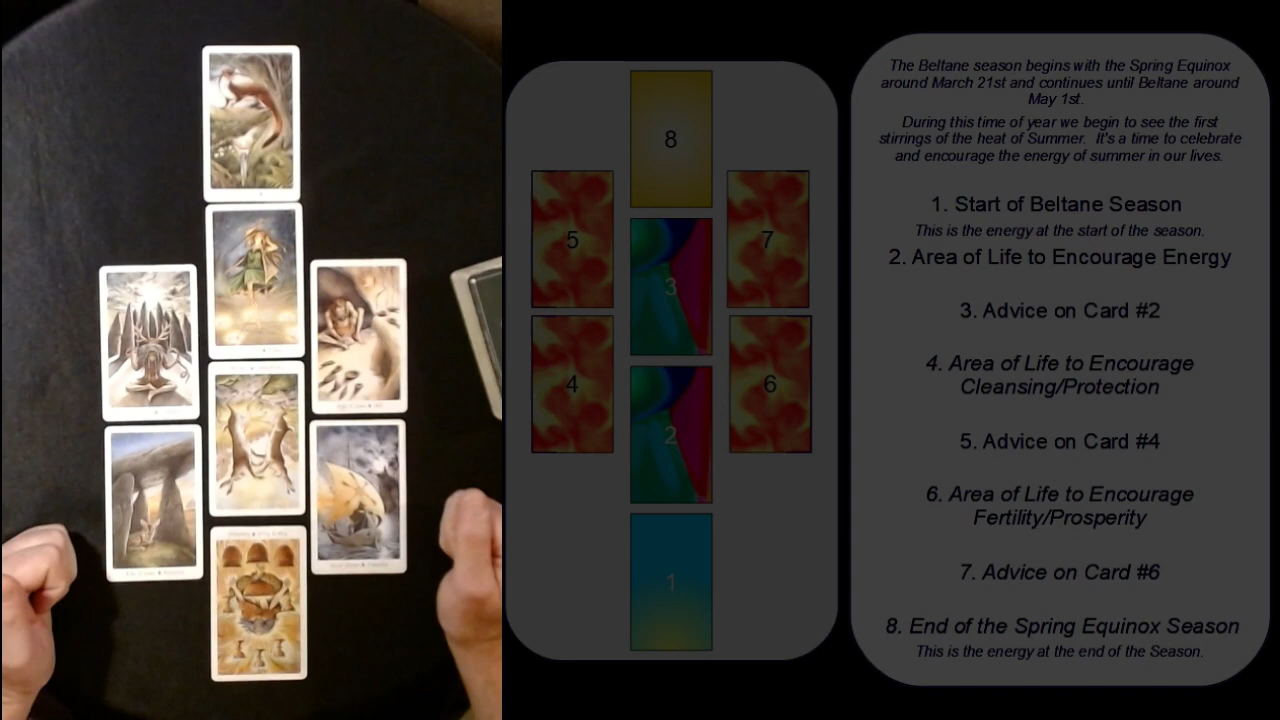 The Beltane season begins with the Spring Equinox
around March 21st and continues until Beltane around
May 1st.
During this time of year we begin to see the first
stirrings of the heat of Summer. It's a time to celebrate
and encourage the energy of summer in our lives.
1. Start of Beltane Season
This is the energy at the start of the season.
2. Area of Life to Encourage Energy
3. Advice on Card #2
4. Area of Life to Encourage
Cleansing/Protection
5. Advice on Card #4
6. Area of Life to Encourage
Fertility/Prosperity
7. Advice on Card #6
8. End of the Spring Equinox Season
This is the energy at the end of the Season.
8
5
7
3
4
6
2
1